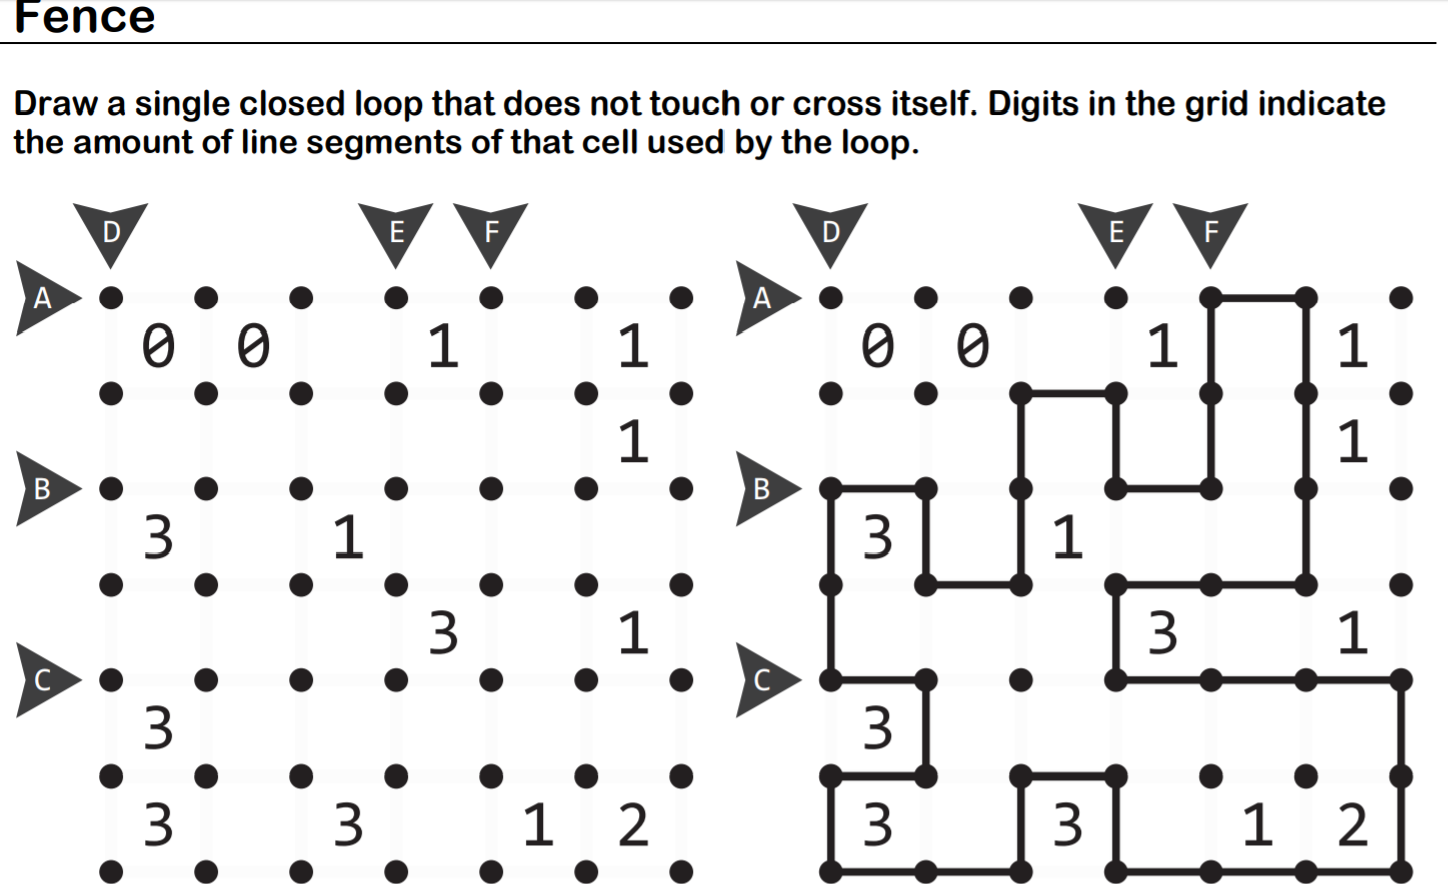 Fence
Draw a single closed loop that does not touch or cross itself. Digits in the grid indicate
the amount of line segments of that cell used by the loop.
D E F D E F
A A
0 0 1 1 0 0 1 1
1 1
B B
3 1 3 1
3 1 3 1
C C
3 3
3 3 1 2 3 3 1 2